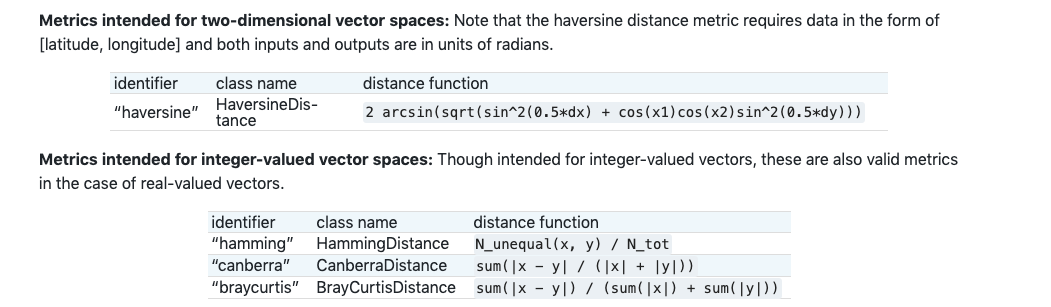 Metrics intended for two-dimensional vector spaces: Note that the haversine distance metric requires data in the form of
[latitude, longitude] and both inputs and outputs are in units of radians.
identifier class name distance function
“haversine” HaversineDis-
tance 2 arcsin(sqrt(sin^2(0.5*dx) + cos(x1)cos(x2)sin^2(0.5*dy)))
Metrics intended for integer-valued vector spaces: Though intended for integer-valued vectors, these are also valid metrics
in the case of real-valued vectors.
identifier class name distance function
“hamming” HammingDistance N_unequal(x, y) / N_tot
“canberra” CanberraDistance sum(|x - y| / (|x| + |y|))
“braycurtis” BrayCurtisDistance sum(|x - y|) / (sum(|x|) + sum(|y|))